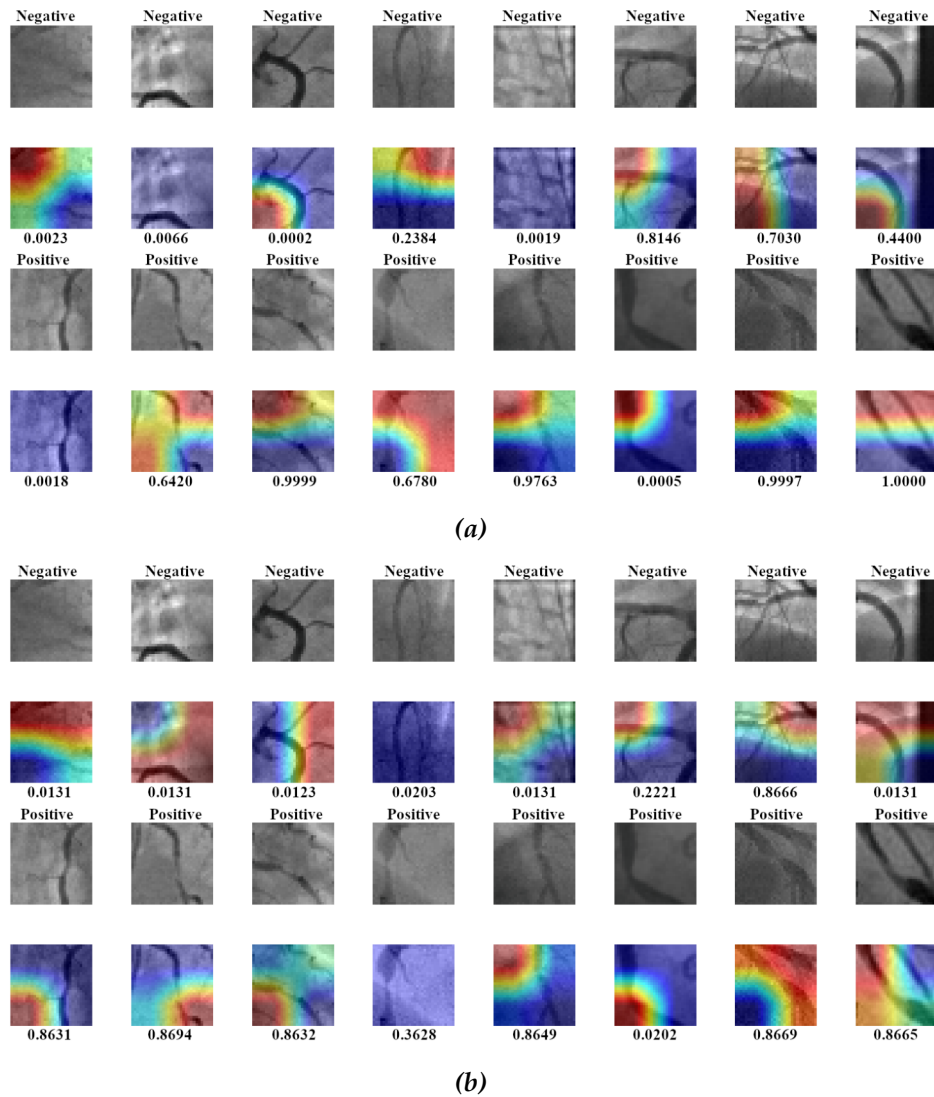 Negative Negative Negative Negative Negative Negative Negative Negative
0.0023 0.0066 0.0002 0.2384 0.0019 0.8146 0.7030 0.4400
Positive Positive Positive Positive Positive Positive Positive Positive
0.0018 0.6420 0.9999 0.6780 0.9763 0.0005 0.9997 1.0000
(a)
Negative Negative Negative Negative Negative Negative Negative Negative
0.0131 0.0131 0.0123 0.0203 0.0131 0.2221 0.8666 0.0131
Positive Positive Positive Positive Positive Positive Positive Positive
0.8631 0.8694 0.8632 0.3628 0.8649 0.0202 0.8669 0.8665
(b)